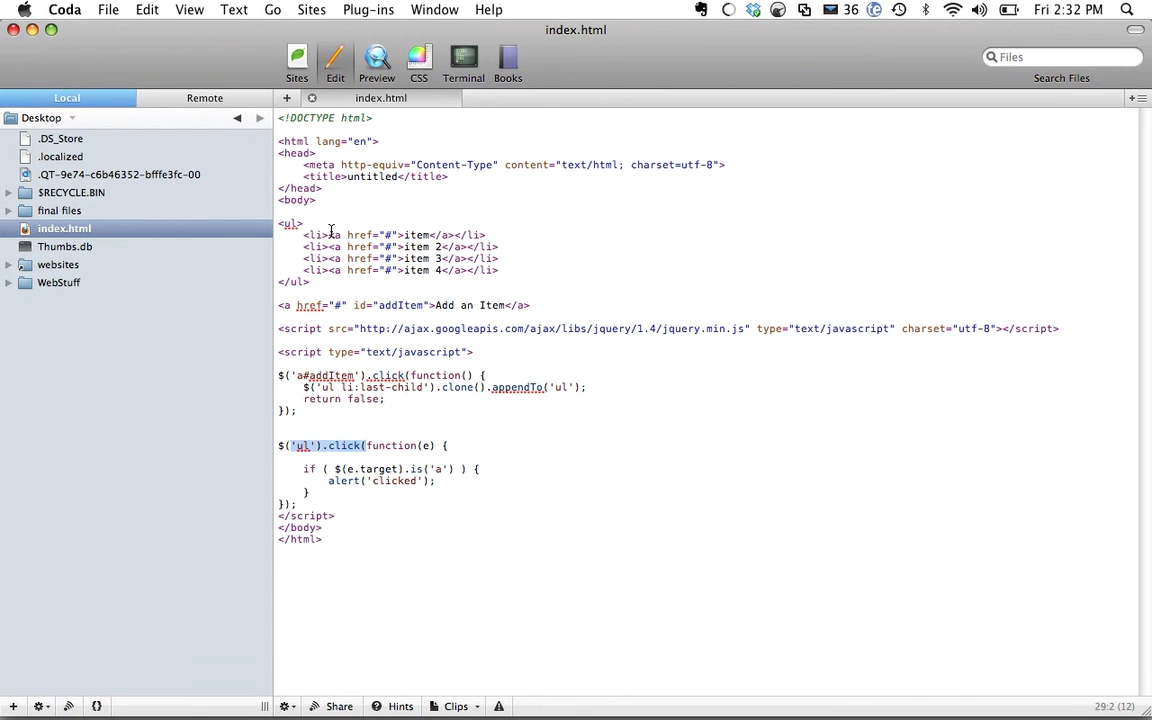 Coda File Edit View Text Go Sites Plug-ins Window Help 36 Fri 2:32 PM
index.html
Sites Edit Preview CSS Terminal Books
Files
Search Files
Local Remote
index.html
Desktop
.DS_Store
.localized
.QT-9e74-c6b46352-bfffe3fc-00
$RECYCLE.BIN
final files
index.html
Thumbs.db
websites
WebStuff
<!DOCTYPE html>
<html lang="en">
<head>
<meta http-equiv="Content-Type" content="text/html; charset=utf-8">
<title>untitled</title>
</head>
<body>
<ul>
<li><a href="#">item</a></li>
<li><a href="#">item 2</a></li>
<li><a href="#">item 3</a></li>
<li><a href="#">item 4</a></li>
</ul>
<a href="#" id="addItem">Add an Item</a>
<script src="http://ajax.googleapis.com/ajax/libs/jquery/1.4/jquery.min.js" type="text/javascript" charset="utf-8"></script>
<script type="text/javascript">
$('a#addItem').click(function() {
$('ul li:last-child').clone().appendTo('ul');
return false;
});
$('ul').click(function(e) {
if ( $(e.target).is('a') ) {
alert('clicked');
}
});
</script>
</body>
</html>
Share Hints Clips 29:2 (12)